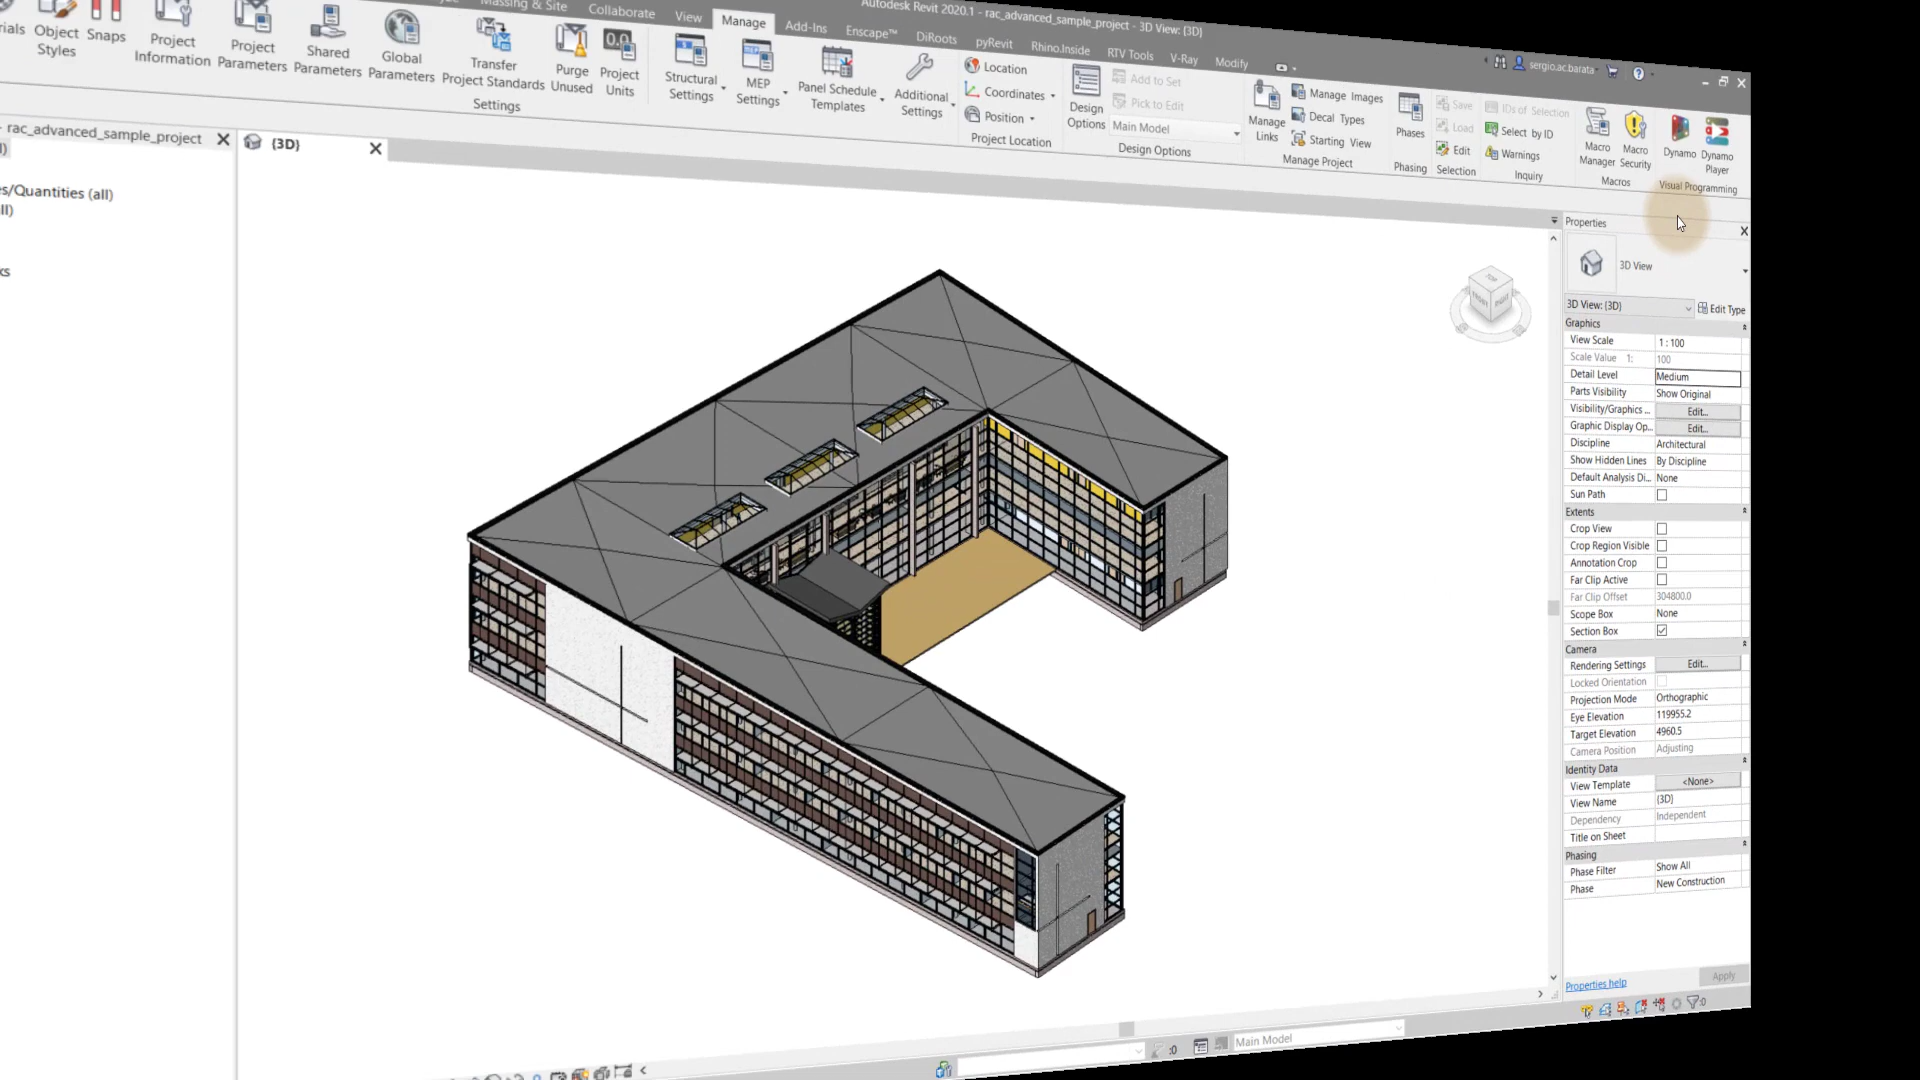 Autodesk Revit 2020.1 - rac_advanced_sample_project - 3D View: {3D}
sergio.ac.barata
Massing & Site
Collaborate
View
Manage
Add-Ins
Enscape™
DiRoots
pyRevit
Rhino.Inside
RTV Tools
V-Ray
Modify
Object Styles
Snaps
Project Information
Project Parameters
Shared Parameters
Global Parameters
Transfer Project Standards
Purge Unused
Project Units
Settings
Structural Settings
MEP Settings
Panel Schedule Templates
Additional Settings
Location
Coordinates
Position
Project Location
Design Options
Add to Set
Pick to Edit
Main Model
Design Options
Manage Links
Manage Images
Decal Types
Starting View
Manage Project
Phases
Phasing
Save
Load
Edit
Selection
IDs of Selection
Select by ID
Warnings
Inquiry
Macro Manager
Macro Security
Macros
Dynamo
Dynamo Player
Visual Programming
- rac_advanced_sample_project
l)
es/Quantities (all)
ll)
ks
{3D}
TOP
FRONT
RIGHT
Properties
3D View
3D View: {3D}
Edit Type
Graphics
View Scale 1 : 100
Scale Value 1: 100
Detail Level Medium
Parts Visibility Show Original
Visibility/Graphics ... Edit...
Graphic Display Op... Edit...
Discipline Architectural
Show Hidden Lines By Discipline
Default Analysis Di... None
Sun Path
Extents
Crop View
Crop Region Visible
Annotation Crop
Far Clip Active
Far Clip Offset 304800.0
Scope Box None
Section Box
Camera
Rendering Settings Edit...
Locked Orientation
Projection Mode Orthographic
Eye Elevation 119955.2
Target Elevation 4960.5
Camera Position Adjusting
Identity Data
View Template <None>
View Name {3D}
Dependency Independent
Title on Sheet
Phasing
Phase Filter Show All
Phase New Construction
Properties help
Apply
:0
Main Model
:0